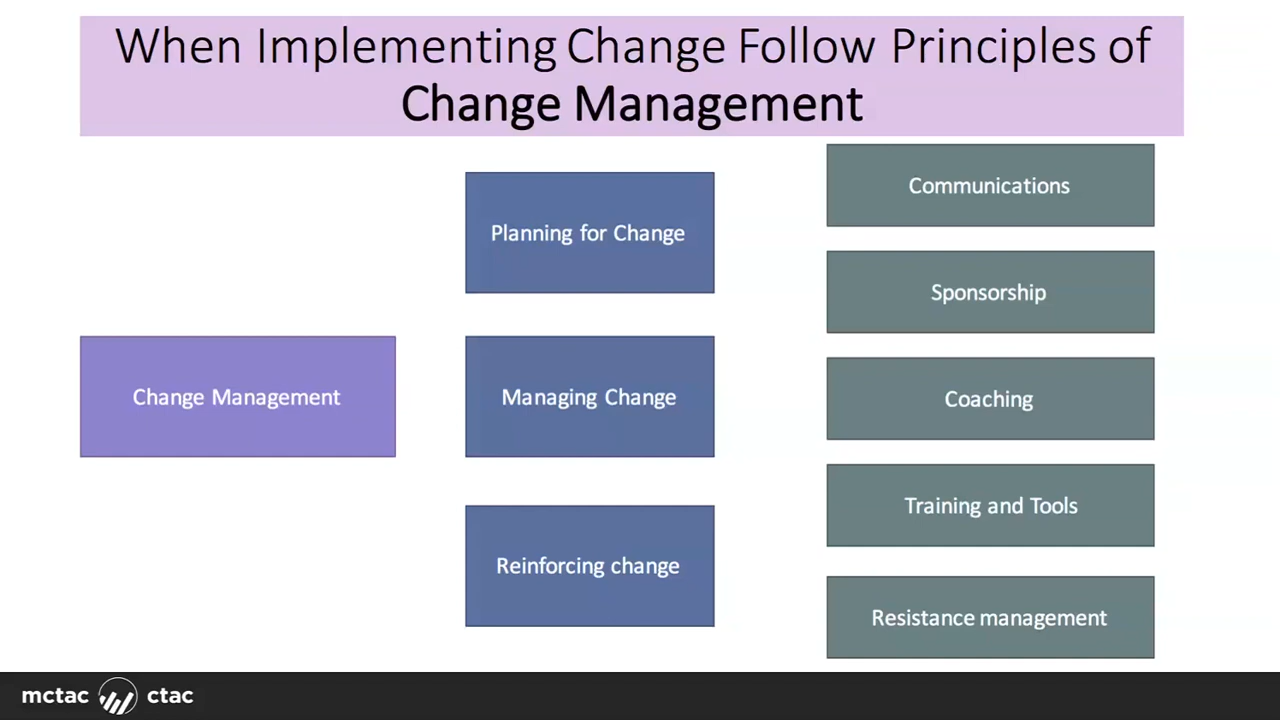 When Implementing Change Follow Principles of
Change Management
Change Management
Planning for Change
Managing Change
Reinforcing change
Communications
Sponsorship
Coaching
Training and Tools
Resistance management
mctac ctac